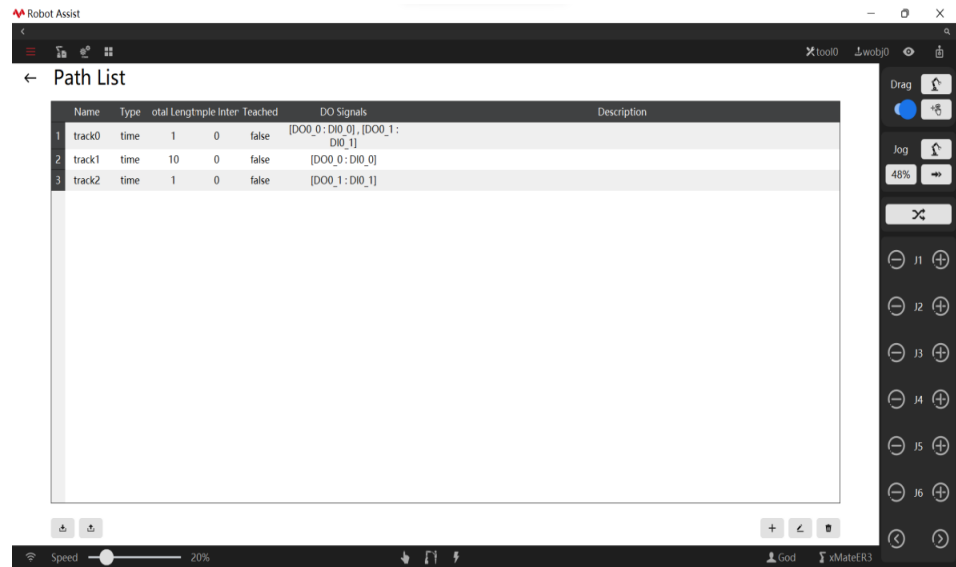 Robot Assist
tool0 wobj0
Path List
Name Type otal Lengt mple Inter Teached DO Signals Description
1 track0 time 1 0 false [DO0_0 : DI0_0] , [DO0_1 :
DI0_1]
2 track1 time 10 0 false [DO0_0 : DI0_0]
3 track2 time 1 0 false [DO0_1 : DI0_1]
Drag
Jog
48%
J1
J2
J3
J4
J5
J6
Speed 20% God xMateER3